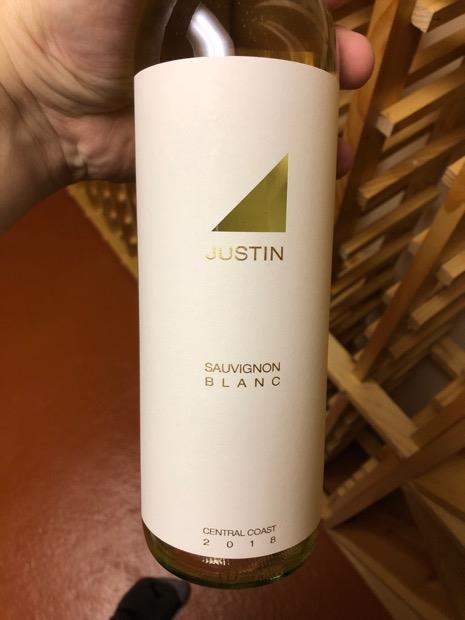 JUSTIN
SAUVIGNON
BLANC
CENTRAL COAST
2018